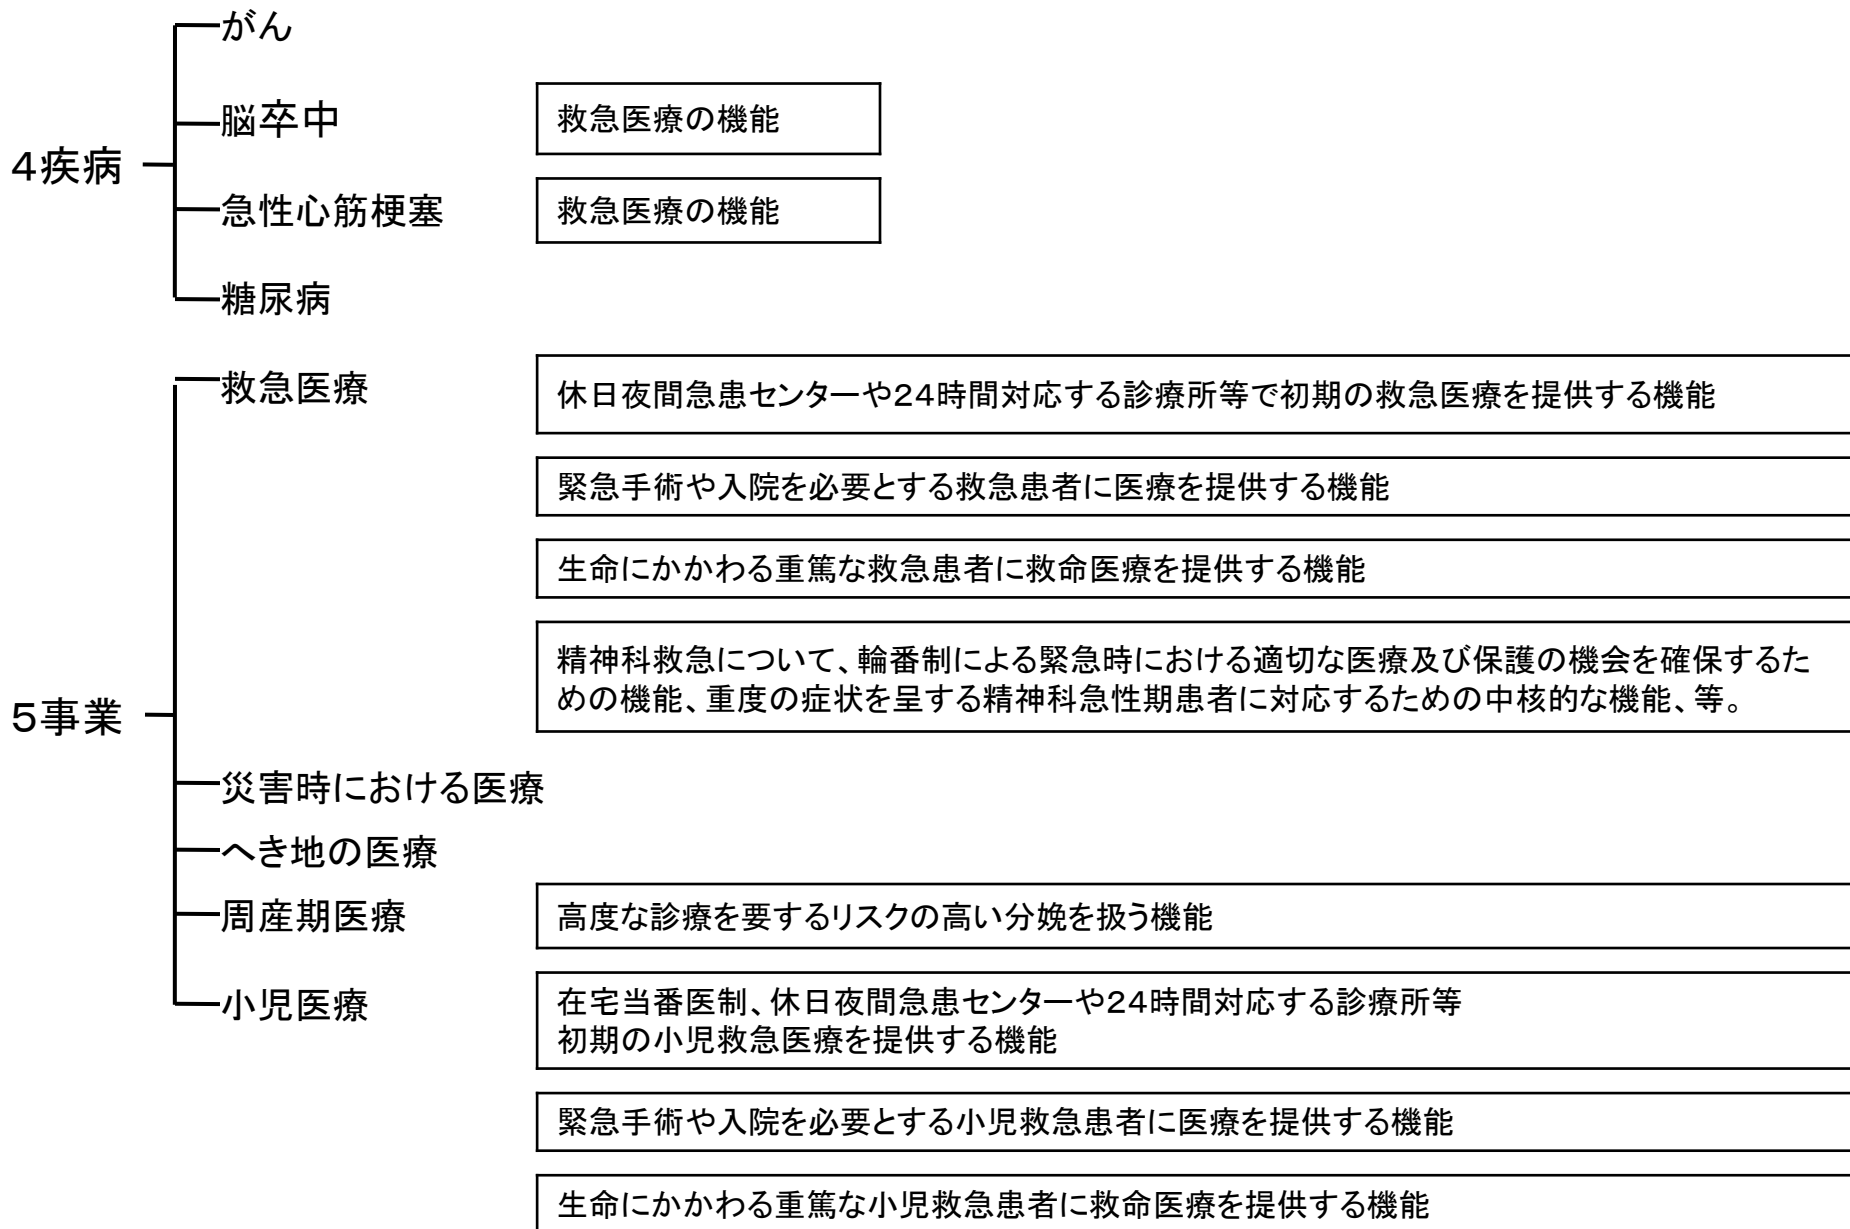 4疾病
がん
脳卒中
救急医療の機能
急性心筋梗塞
救急医療の機能
糖尿病
5事業
救急医療
休日夜間急患センターや24時間対応する診療所等で初期の救急医療を提供する機能
緊急手術や入院を必要とする救急患者に医療を提供する機能
生命にかかわる重篤な救急患者に救命医療を提供する機能
精神科救急について、輪番制による緊急時における適切な医療及び保護の機会を確保するた
めの機能、重度の症状を呈する精神科急性期患者に対応するための中核的な機能、等。
災害時における医療
へき地の医療
周産期医療
高度な診療を要するリスクの高い分娩を扱う機能
小児医療
在宅当番医制、休日夜間急患センターや24時間対応する診療所等
初期の小児救急医療を提供する機能
緊急手術や入院を必要とする小児救急患者に医療を提供する機能
生命にかかわる重篤な小児救急患者に救命医療を提供する機能